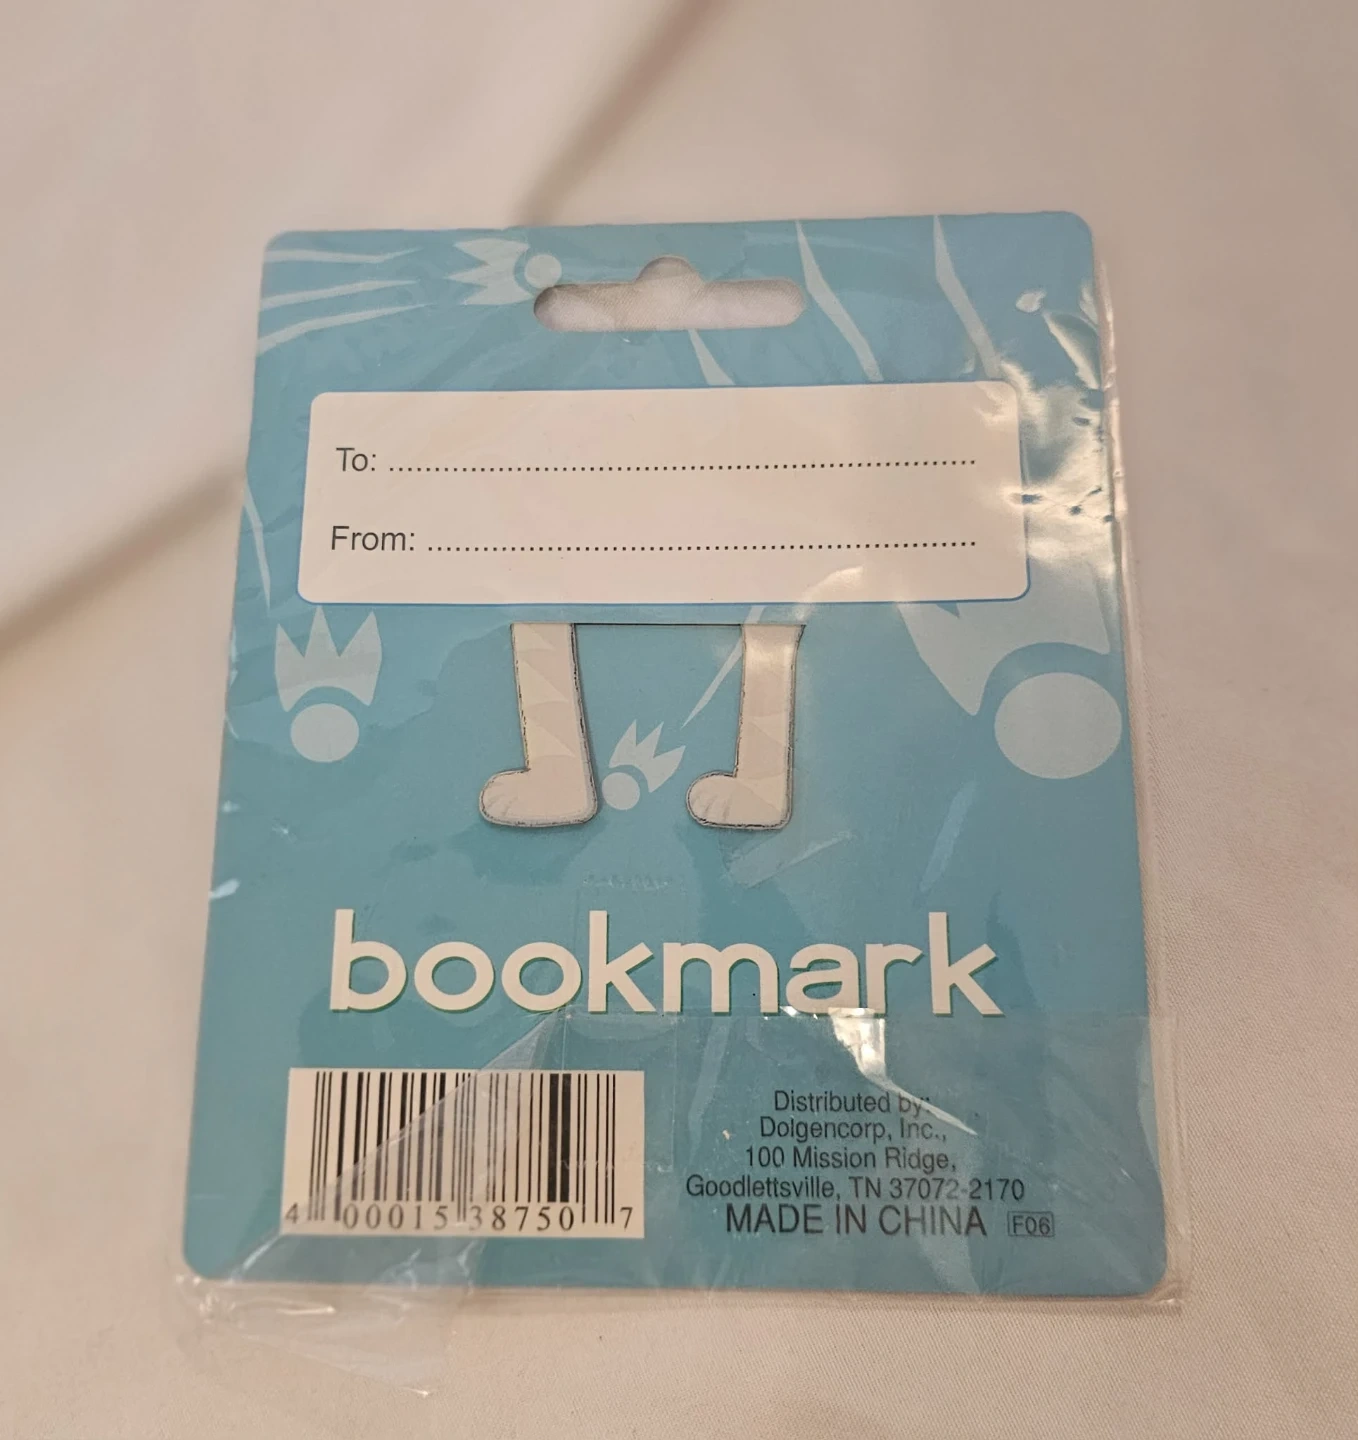 To:
From:
bookmark
4 00015 38750 7
Distributed by:
Dolgencorp, Inc.,
100 Mission Ridge,
Goodlettsville, TN 37072-2170
MADE IN CHINA F06